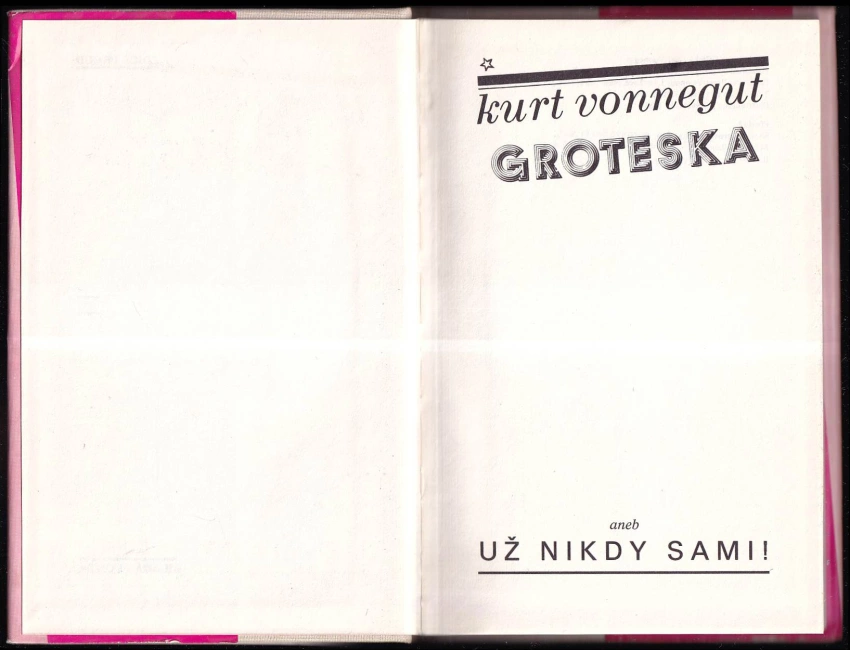 kurt vonnegut
GROTESKA
aneb
UŽ NIKDY SAMI!